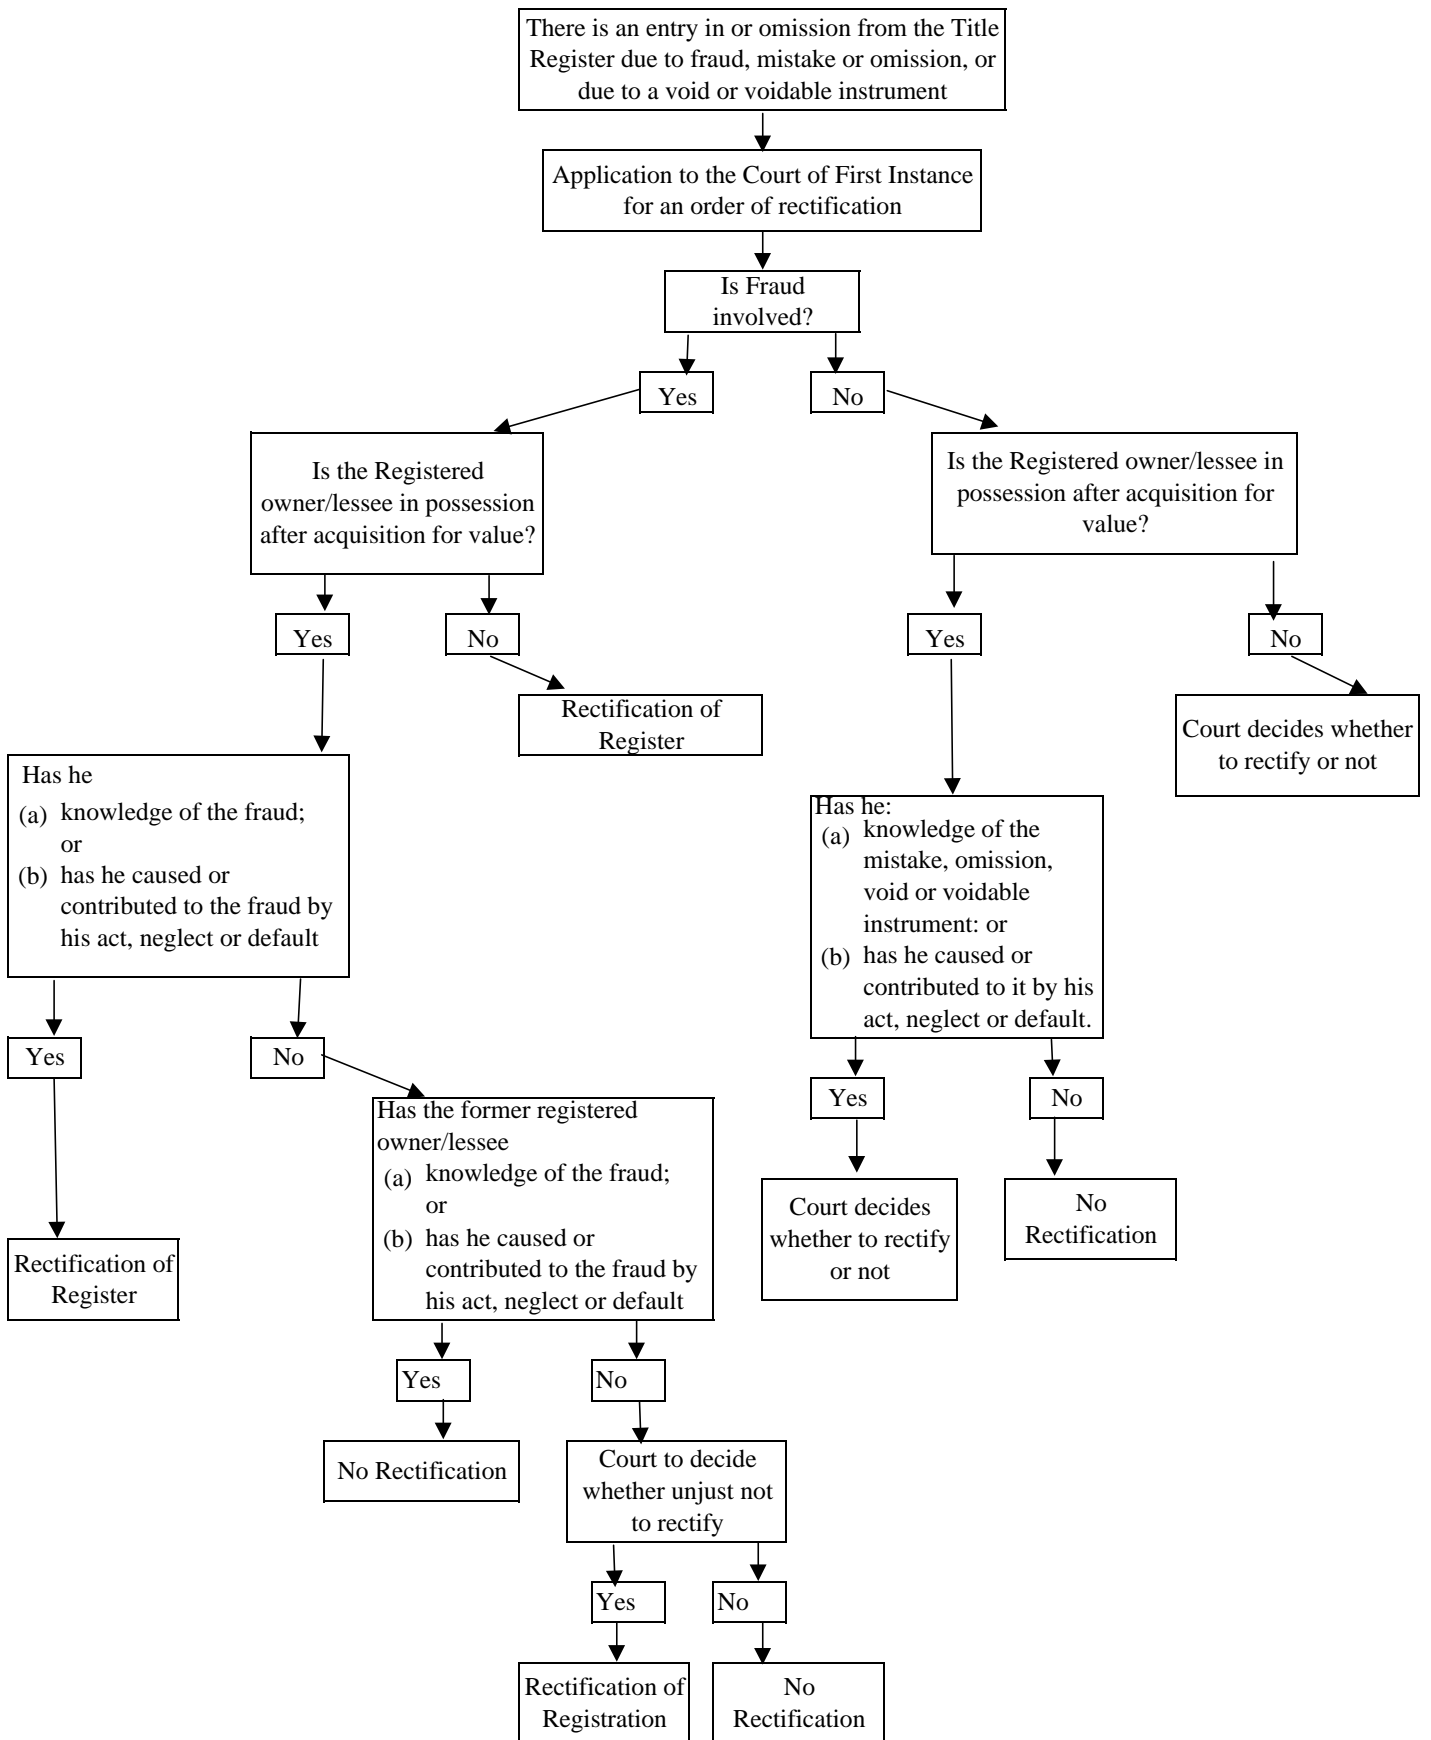 There is an entry in or omission from the Title
Register due to fraud, mistake or omission, or
due to a void or voidable instrument
Application to the Court of First Instance
for an order of rectification
Is Fraud
involved?
Yes
No
Is the Registered
owner/lessee in possession
after acquisition for value?
Is the Registered owner/lessee in
possession after acquisition for
value?
Yes
No
Yes
No
Rectification of
Register
Court decides whether
to rectify or not
Has he
(a) knowledge of the fraud;
or
(b) has he caused or
contributed to the fraud by
his act, neglect or default
Has he:
(a) knowledge of the
mistake, omission,
void or voidable
instrument: or
(b) has he caused or
contributed to it by his
act, neglect or default.
Yes
No
Yes
No
Has the former registered
owner/lessee
(a) knowledge of the fraud;
or
(b) has he caused or
contributed to the fraud by
his act, neglect or default
Court decides
whether to rectify
or not
No
Rectification
Rectification of
Register
Yes
No
No Rectification
Court to decide
whether unjust not
to rectify
Yes
No
Rectification of
Registration
No
Rectification